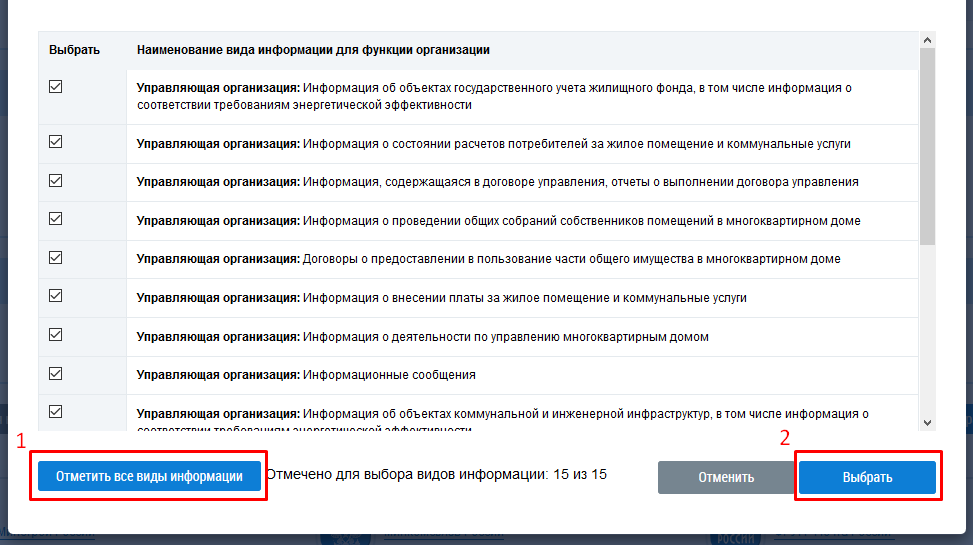 Выбрать Наименование вида информации для функции организации
Управляющая организация: Информация об объектах государственного учета жилищного фонда, в том числе информация о
соответствии требованиям энергетической эффективности
Управляющая организация: Информация о состоянии расчетов потребителей за жилое помещение и коммунальные услуги
Управляющая организация: Информация, содержащаяся в договоре управления, отчеты о выполнении договора управления
Управляющая организация: Информация о проведении общих собраний собственников помещений в многоквартирном доме
Управляющая организация: Договоры о предоставлении в пользование части общего имущества в многоквартирном доме
Управляющая организация: Информация о внесении платы за жилое помещение и коммунальные услуги
Управляющая организация: Информация о деятельности по управлению многоквартирным домом
Управляющая организация: Информационные сообщения
Управляющая организация: Информация об объектах коммунальной и инженерной инфраструктур, в том числе информация о
соответствии требованиям энергетической эффективности
1 2
Отметить все виды информации Отмечено для выбора видов информации: 15 из 15 Отменить Выбрать
РОССИИ